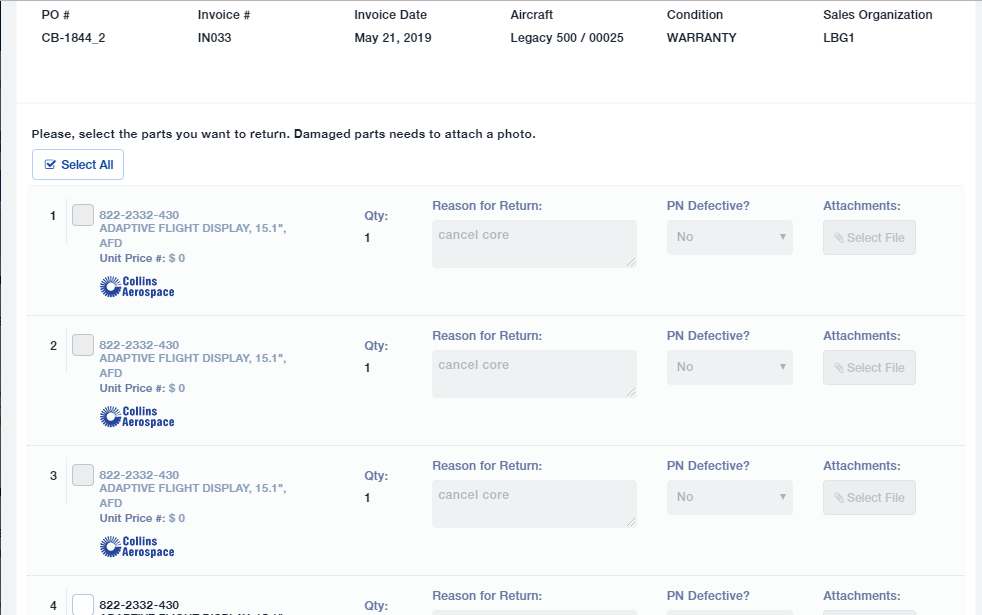 PO # Invoice # Invoice Date Aircraft Condition Sales Organization
CB-1844_2 IN033 May 21, 2019 Legacy 500 / 00025 WARRANTY LBG1
Please, select the parts you want to return. Damaged parts needs to attach a photo.
Select All
1 822-2332-430 Qty: Reason for Return: PN Defective? Attachments:
ADAPTIVE FLIGHT DISPLAY, 15.1", 1 cancel core No Select File
AFD
Unit Price #: $ 0
Collins
Aerospace
2 822-2332-430 Qty: Reason for Return: PN Defective? Attachments:
ADAPTIVE FLIGHT DISPLAY, 15.1", 1 cancel core No Select File
AFD
Unit Price #: $ 0
Collins
Aerospace
3 822-2332-430 Qty: Reason for Return: PN Defective? Attachments:
ADAPTIVE FLIGHT DISPLAY, 15.1", 1 cancel core No Select File
AFD
Unit Price #: $ 0
Collins
Aerospace
4 822-2332-430 Qty: Reason for Return: PN Defective? Attachments: